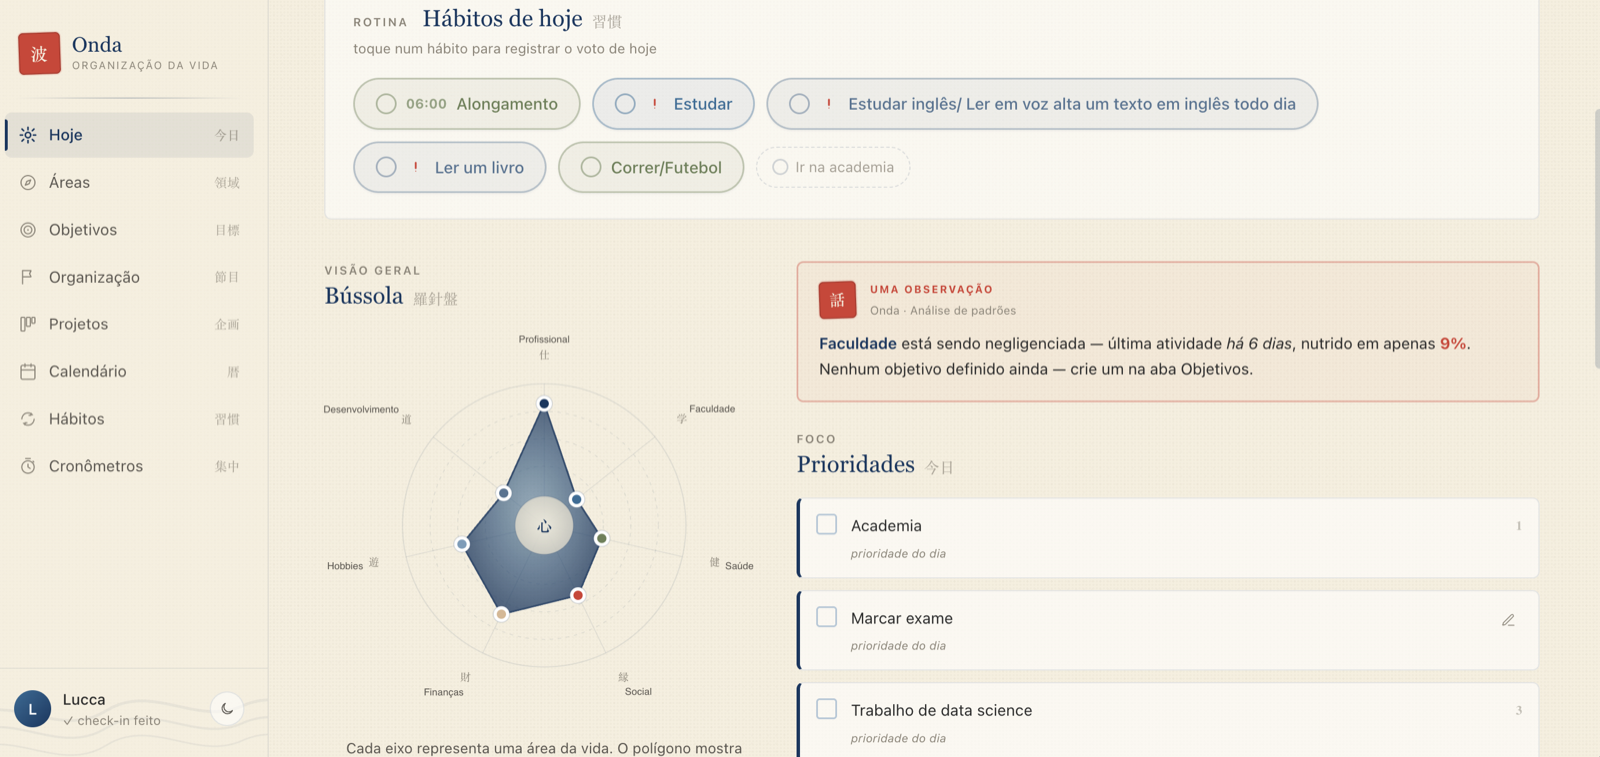 波
Onda
ORGANIZAÇÃO DA VIDA
Hoje 今日
Áreas 領域
Objetivos 目標
Organização 節目
Projetos 企画
Calendário 暦
Hábitos 習慣
Cronômetros 集中
L
Lucca
✓ check-in feito
ROTINA Hábitos de hoje 習慣
toque num hábito para registrar o voto de hoje
06:00 Alongamento
! Estudar
! Estudar inglês/ Ler em voz alta um texto em inglês todo dia
! Ler um livro
Correr/Futebol
Ir na academia
VISÃO GERAL
Bússola 羅針盤
Profissional
仕
Desenvolvimento
道
Faculdade
学
心
Hobbies 遊
健 Saúde
財
Finanças
縁
Social
Cada eixo representa uma área da vida. O polígono mostra
話
UMA OBSERVAÇÃO
Onda · Análise de padrões
Faculdade está sendo negligenciada — última atividade há 6 dias, nutrido em apenas 9%.
Nenhum objetivo definido ainda — crie um na aba Objetivos.
FOCO
Prioridades 今日
Academia 1
prioridade do dia
Marcar exame
prioridade do dia
Trabalho de data science 3
prioridade do dia